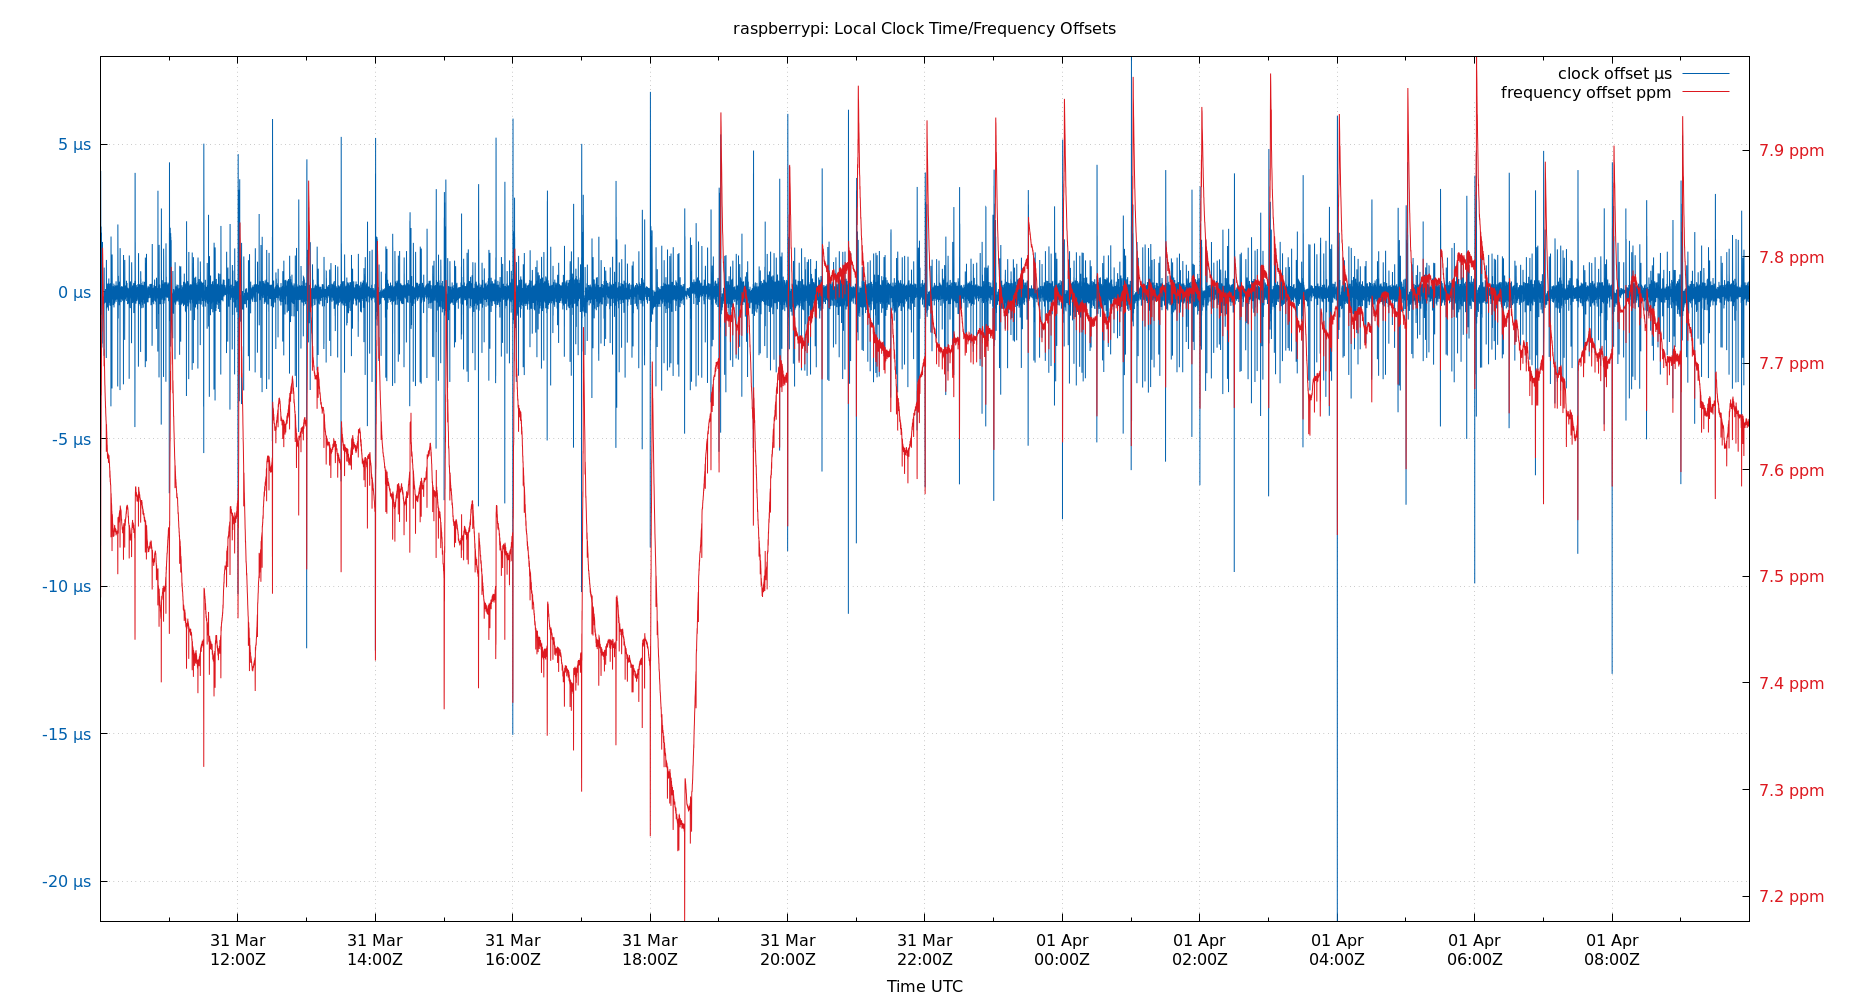 raspberrypi: Local Clock Time/Frequency Offsets
clock offset µs
frequency offset ppm
5 µs
0 µs
-5 µs
-10 µs
-15 µs
-20 µs
7.9 ppm
7.8 ppm
7.7 ppm
7.6 ppm
7.5 ppm
7.4 ppm
7.3 ppm
7.2 ppm
31 Mar 31 Mar 31 Mar 31 Mar 31 Mar 31 Mar 01 Apr 01 Apr 01 Apr 01 Apr 01 Apr
12:00Z 14:00Z 16:00Z 18:00Z 20:00Z 22:00Z 00:00Z 02:00Z 04:00Z 06:00Z 08:00Z
Time UTC